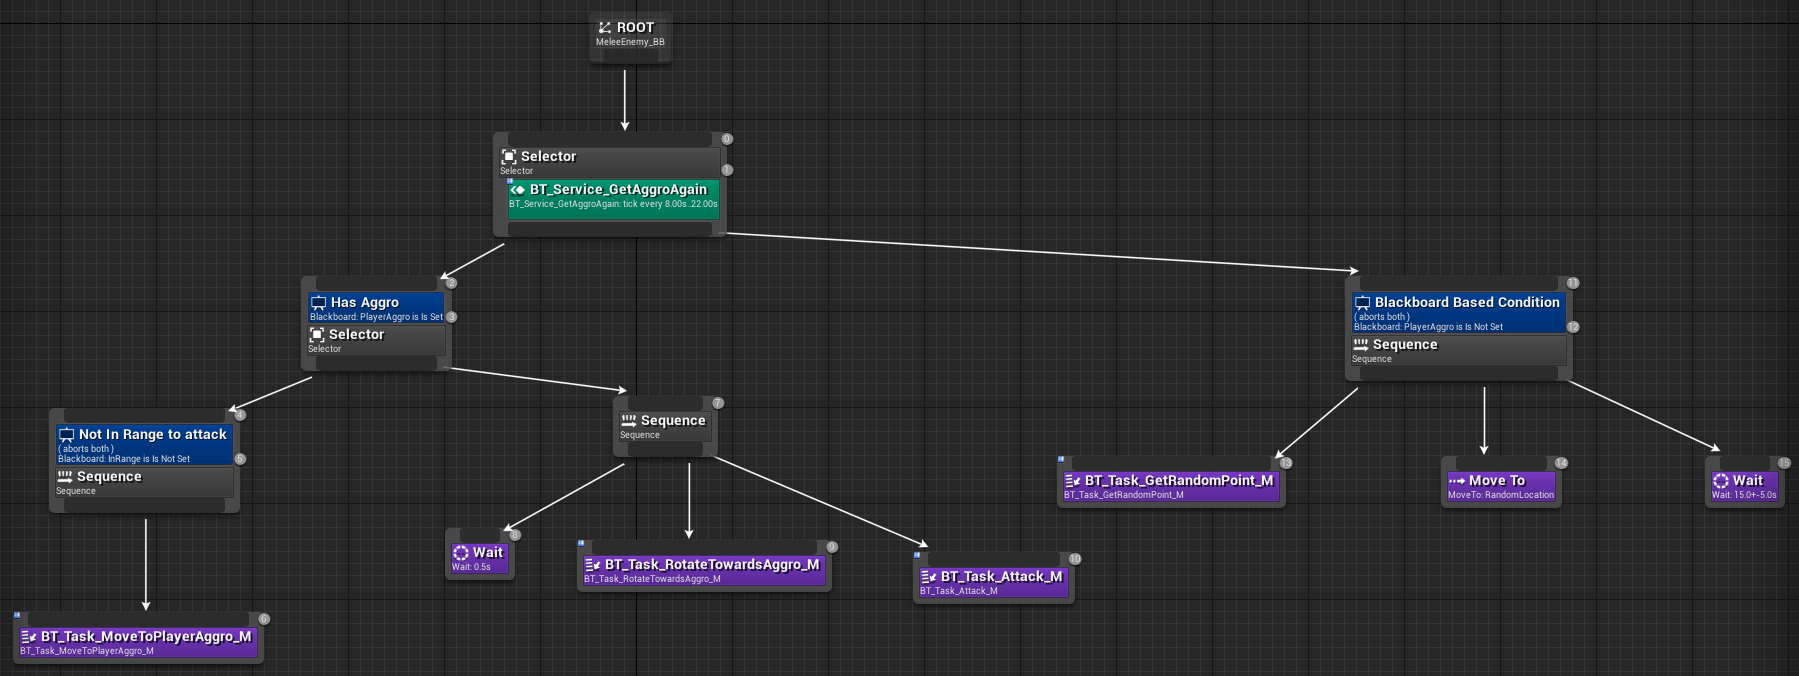 ROOT
MeleeEnemy_BB
0
Selector
Selector
1
BT_Service_GetAggroAgain
BT_Service_GetAggroAgain: tick every 8.00s..22.00s
2
Has Aggro
Blackboard: PlayerAggro is Is Set
3
Selector
Selector
11
Blackboard Based Condition
( aborts both )
Blackboard: PlayerAggro is Is Not Set
12
Sequence
Sequence
4
Not In Range to attack
( aborts both )
Blackboard: InRange is Is Not Set
5
Sequence
Sequence
7
Sequence
Sequence
13
BT_Task_GetRandomPoint_M
BT_Task_GetRandomPoint_M
14
Move To
MoveTo: RandomLocation
15
Wait
Wait: 15.0+-5.0s
8
Wait
Wait: 0.5s
9
BT_Task_RotateTowardsAggro_M
BT_Task_RotateTowardsAggro_M
10
BT_Task_Attack_M
BT_Task_Attack_M
6
BT_Task_MoveToPlayerAggro_M
BT_Task_MoveToPlayerAggro_M